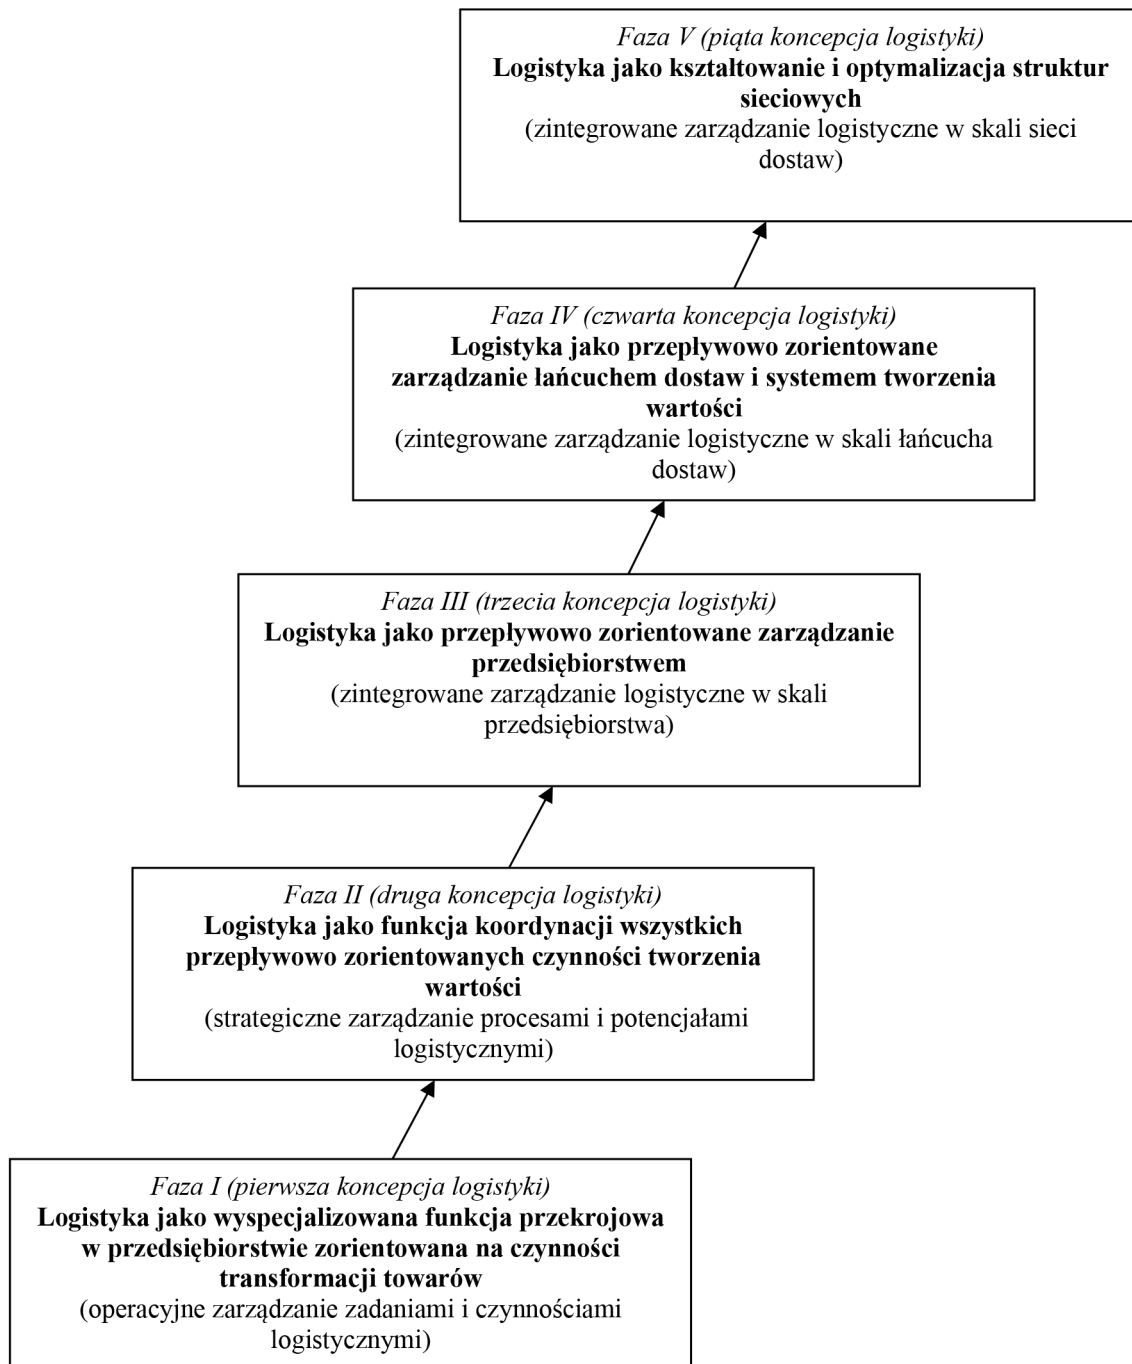 Faza V (piąta koncepcja logistyki)
Logistyka jako kształtowanie i optymalizacja struktur
sieciowych
(zintegrowane zarządzanie logistyczne w skali sieci
dostaw)
Faza IV (czwarta koncepcja logistyki)
Logistyka jako przepływowo zorientowane
zarządzanie łańcuchem dostaw i systemem tworzenia
wartości
(zintegrowane zarządzanie logistyczne w skali łańcucha
dostaw)
Faza III (trzecia koncepcja logistyki)
Logistyka jako przepływowo zorientowane zarządzanie
przedsiębiorstwem
(zintegrowane zarządzanie logistyczne w skali
przedsiębiorstwa)
Faza II (druga koncepcja logistyki)
Logistyka jako funkcja koordynacji wszystkich
przepływowo zorientowanych czynności tworzenia
wartości
(strategiczne zarządzanie procesami i potencjałami
logistycznymi)
Faza I (pierwsza koncepcja logistyki)
Logistyka jako wyspecjalizowana funkcja przekrojowa
w przedsiębiorstwie zorientowana na czynności
transformacji towarów
(operacyjne zarządzanie zadaniami i czynnościami
logistycznymi)